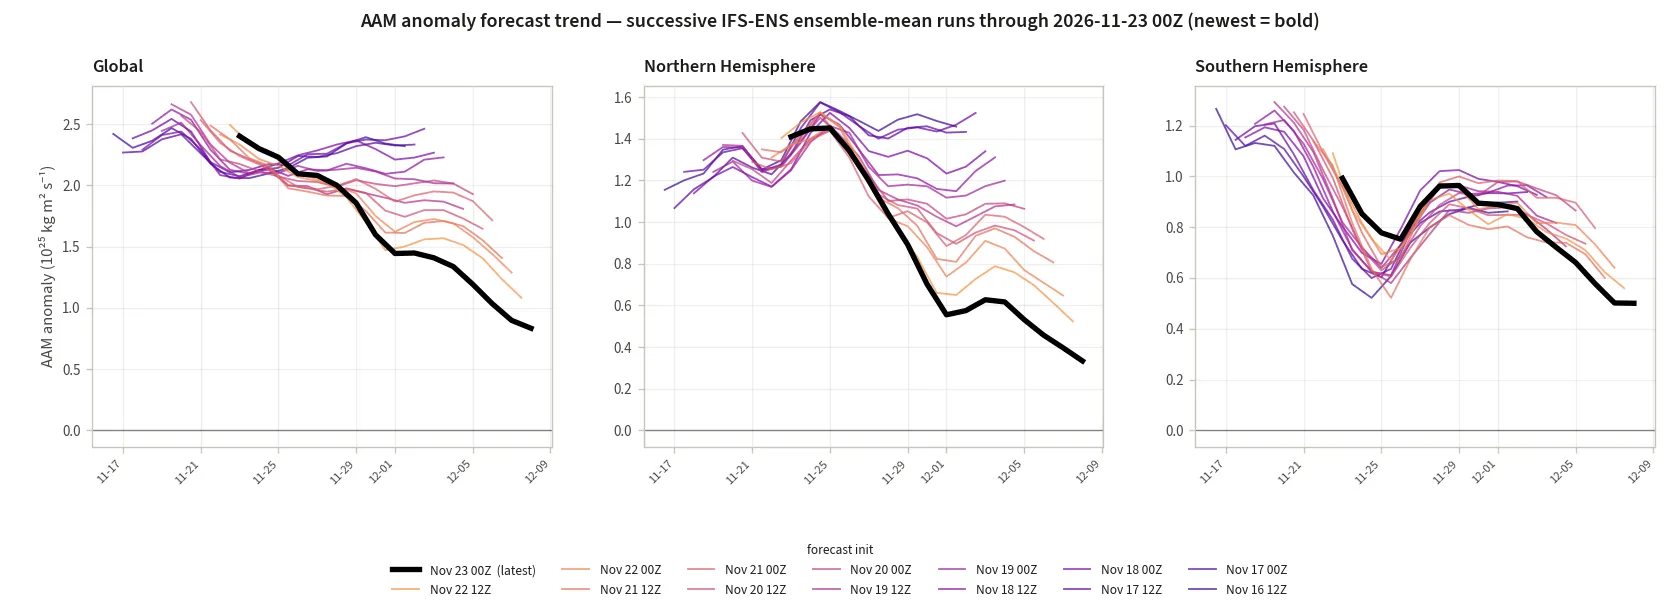 AAM anomaly forecast trend — successive IFS-ENS ensemble-mean runs through 2026-11-23 00Z (newest = bold)
Global
Northern Hemisphere
Southern Hemisphere
AAM anomaly (10²⁵ kg m² s⁻¹)
2.5
2.0
1.5
1.0
0.5
0.0
11-17
11-21
11-25
11-29
12-01
12-05
12-09
1.6
1.4
1.2
1.0
0.8
0.6
0.4
0.2
0.0
11-17
11-21
11-25
11-29
12-01
12-05
12-09
1.2
1.0
0.8
0.6
0.4
0.2
0.0
11-17
11-21
11-25
11-29
12-01
12-05
12-09
forecast init
Nov 23 00Z (latest)
Nov 22 12Z
Nov 22 00Z
Nov 21 12Z
Nov 21 00Z
Nov 20 12Z
Nov 20 00Z
Nov 19 12Z
Nov 19 00Z
Nov 18 12Z
Nov 18 00Z
Nov 17 12Z
Nov 17 00Z
Nov 16 12Z